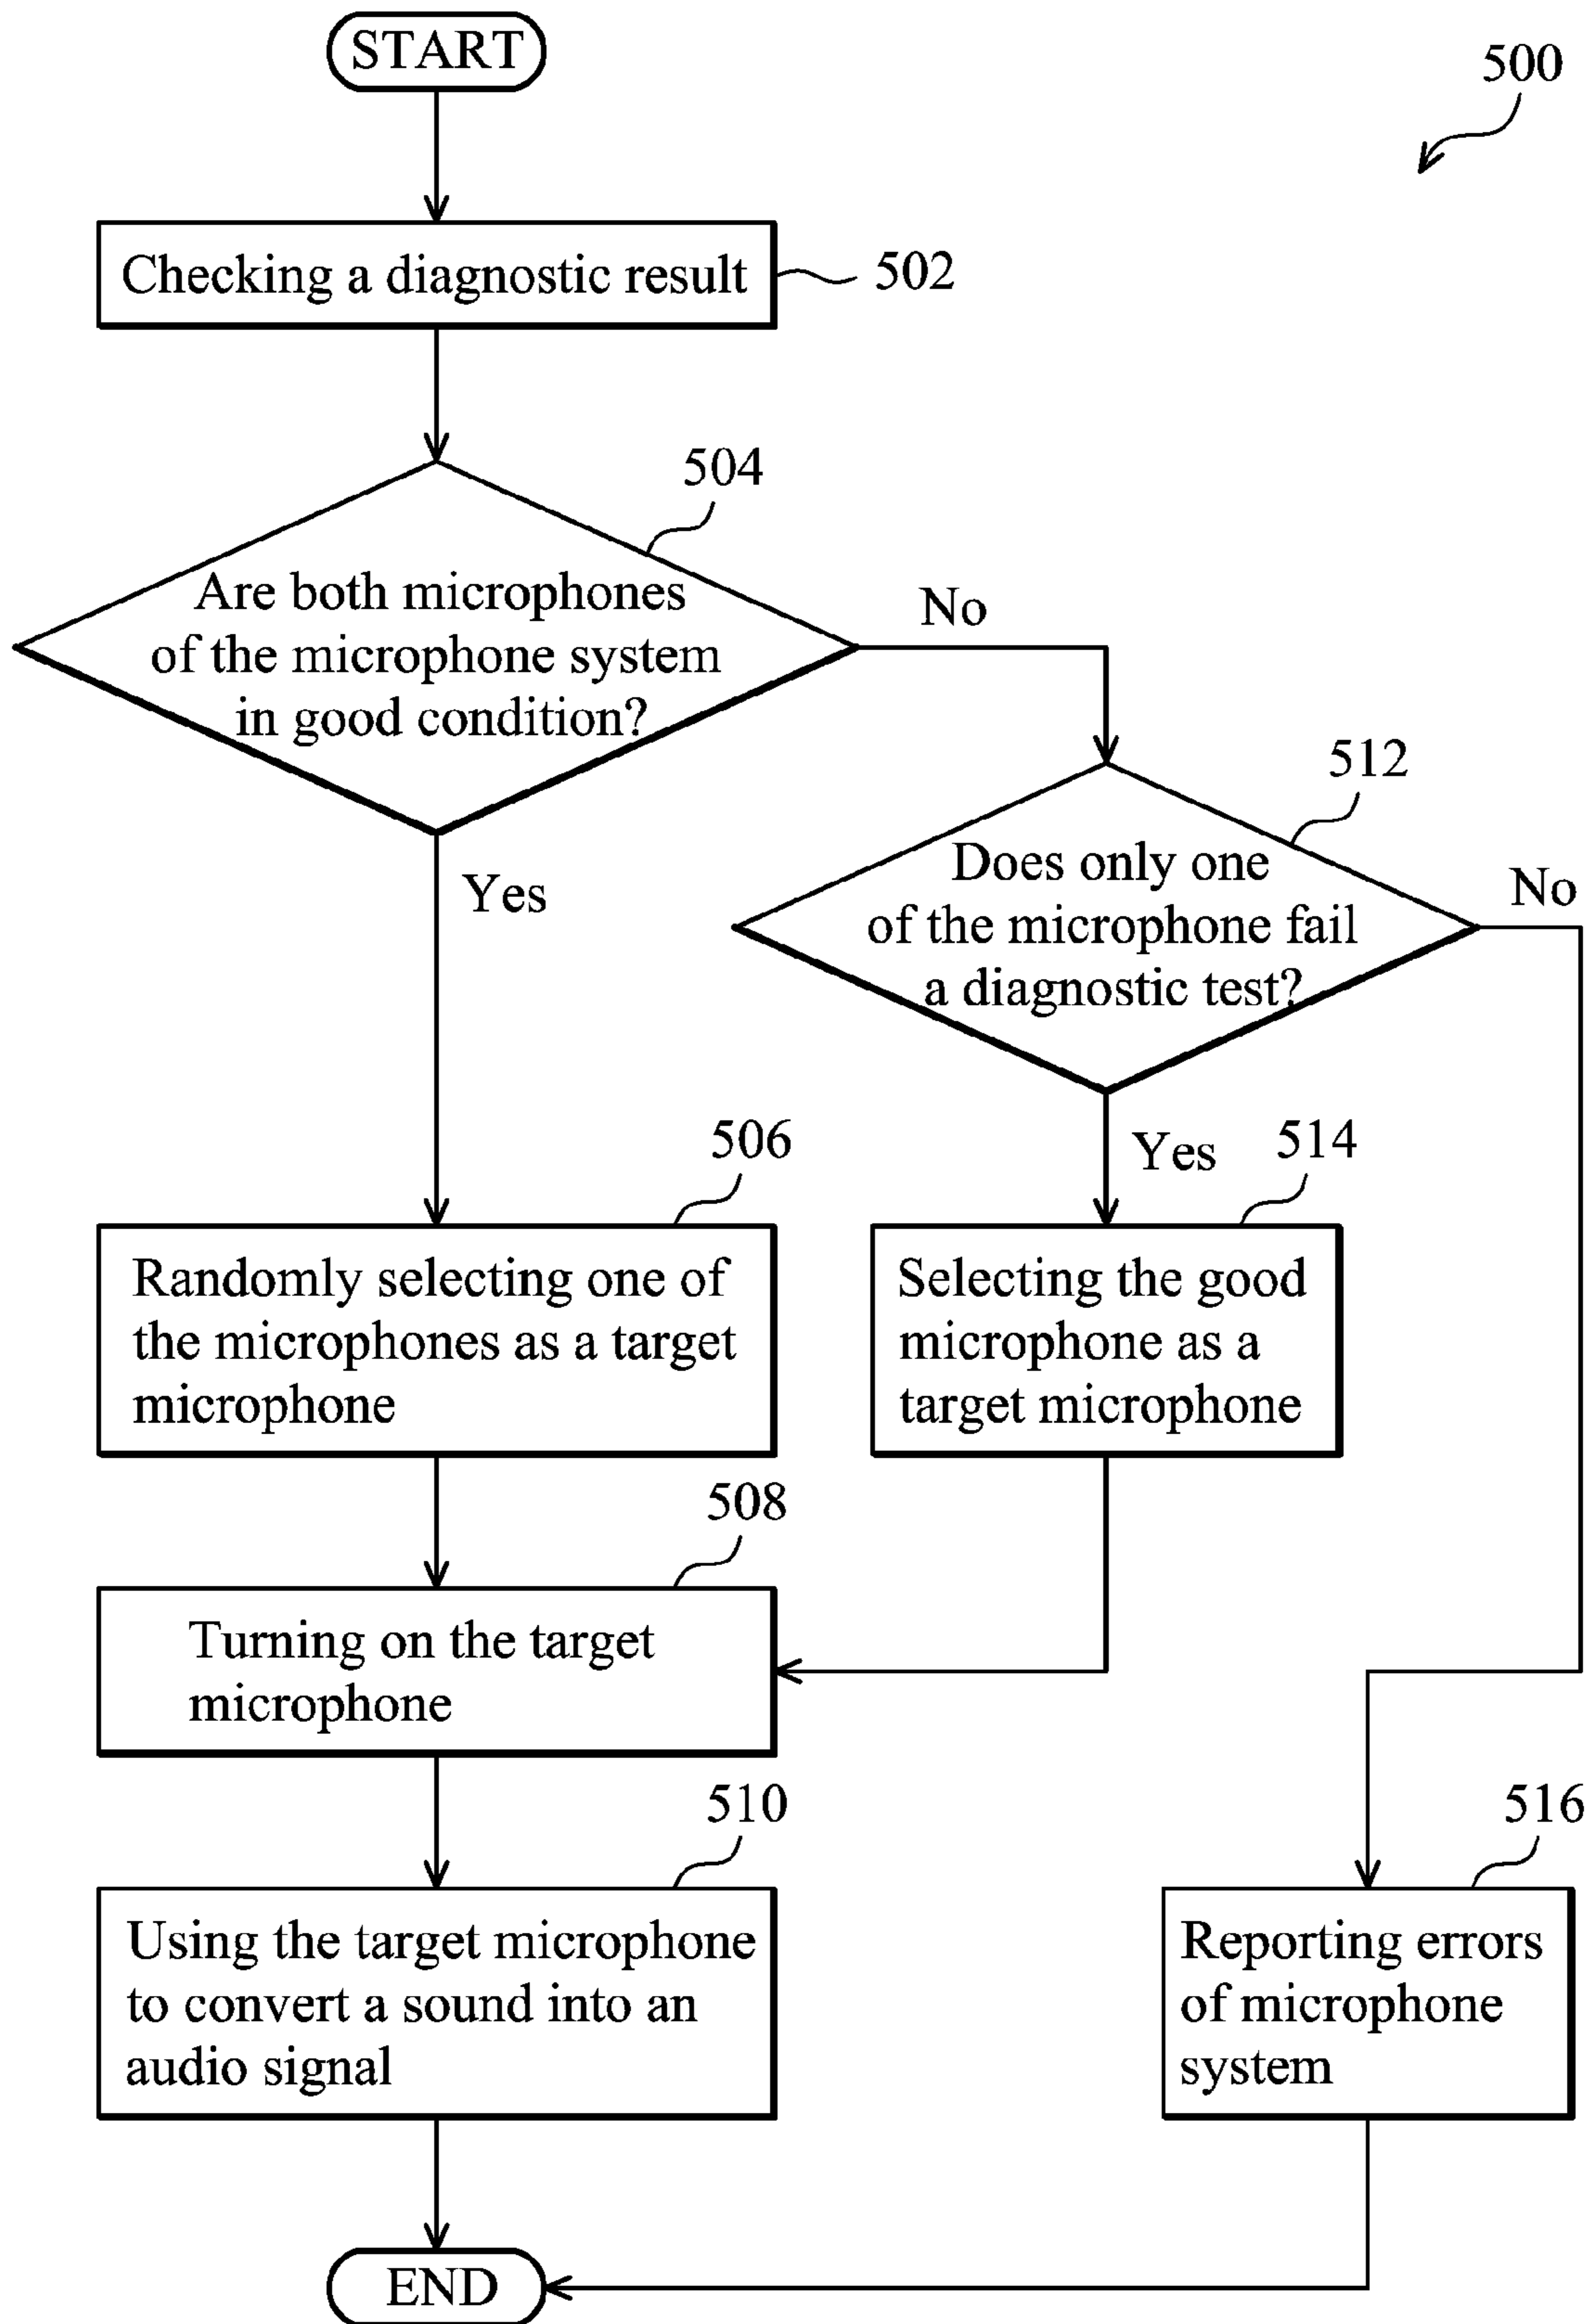 START
500
Checking a diagnostic result
502
504
Are both microphones
of the microphone system
in good condition?
No
Yes
512
Does only one
of the microphone fail
a diagnostic test?
No
Yes
506
Randomly selecting one of
the microphones as a target
microphone
514
Selecting the good
microphone as a
target microphone
508
Turning on the target
microphone
510
Using the target microphone
to convert a sound into an
audio signal
516
Reporting errors
of microphone
system
END